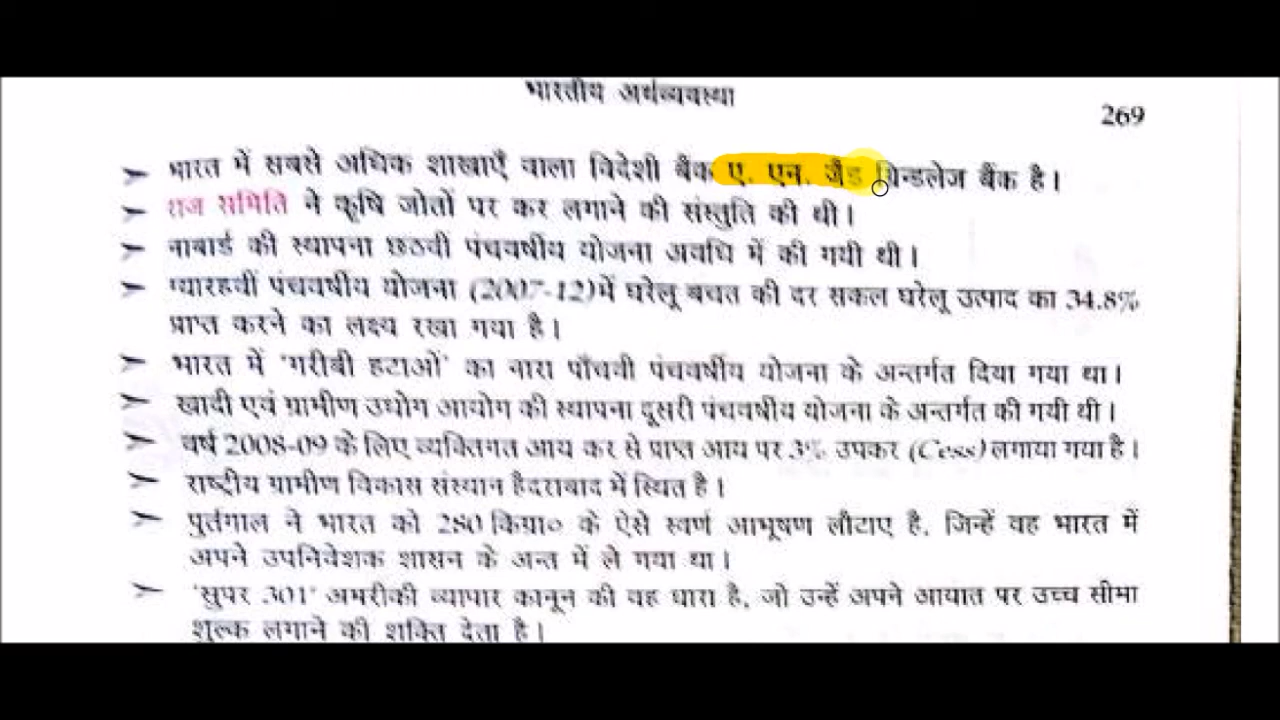 भारतीय अर्थव्यवस्था
269
➤ भारत में सबसे अधिक शाखाएँ वाला विदेशी बैंक ए. एन. जैड ग्रिन्डलेज बैंक है।
➤ राज समिति ने कृषि जोतों पर कर लगाने की संस्तुति की थी।
➤ नाबार्ड की स्थापना छठवीं पंचवर्षीय योजना अवधि में की गयी थी।
➤ ग्यारहवीं पंचवर्षीय योजना (2007-12) में घरेलू बचत की दर सकल घरेलू उत्पाद का 34.8%
प्राप्त करने का लक्ष्य रखा गया है।
➤ भारत में 'गरीबी हटाओ' का नारा पाँचवी पंचवर्षीय योजना के अन्तर्गत दिया गया था।
➤ खादी एवं ग्रामीण उद्योग आयोग की स्थापना दूसरी पंचवर्षीय योजना के अन्तर्गत की गयी थी।
➤ वर्ष 2008-09 के लिए व्यक्तिगत आय कर से प्राप्त आय पर 3% उपकर (Cess) लगाया गया है।
➤ राष्ट्रीय ग्रामीण विकास संस्थान हैदराबाद में स्थित है।
➤ पुर्तगाल ने भारत को 280 किग्रा० के ऐसे स्वर्ण आभूषण लौटाए है, जिन्हें वह भारत में
अपने उपनिवेशक शासन के अन्त में ले गया था।
➤ 'सुपर 301' अमरीकी व्यापार कानून की वह धारा है, जो उन्हें अपने आयात पर उच्च सीमा
शुल्क लगाने की शक्ति देता है।